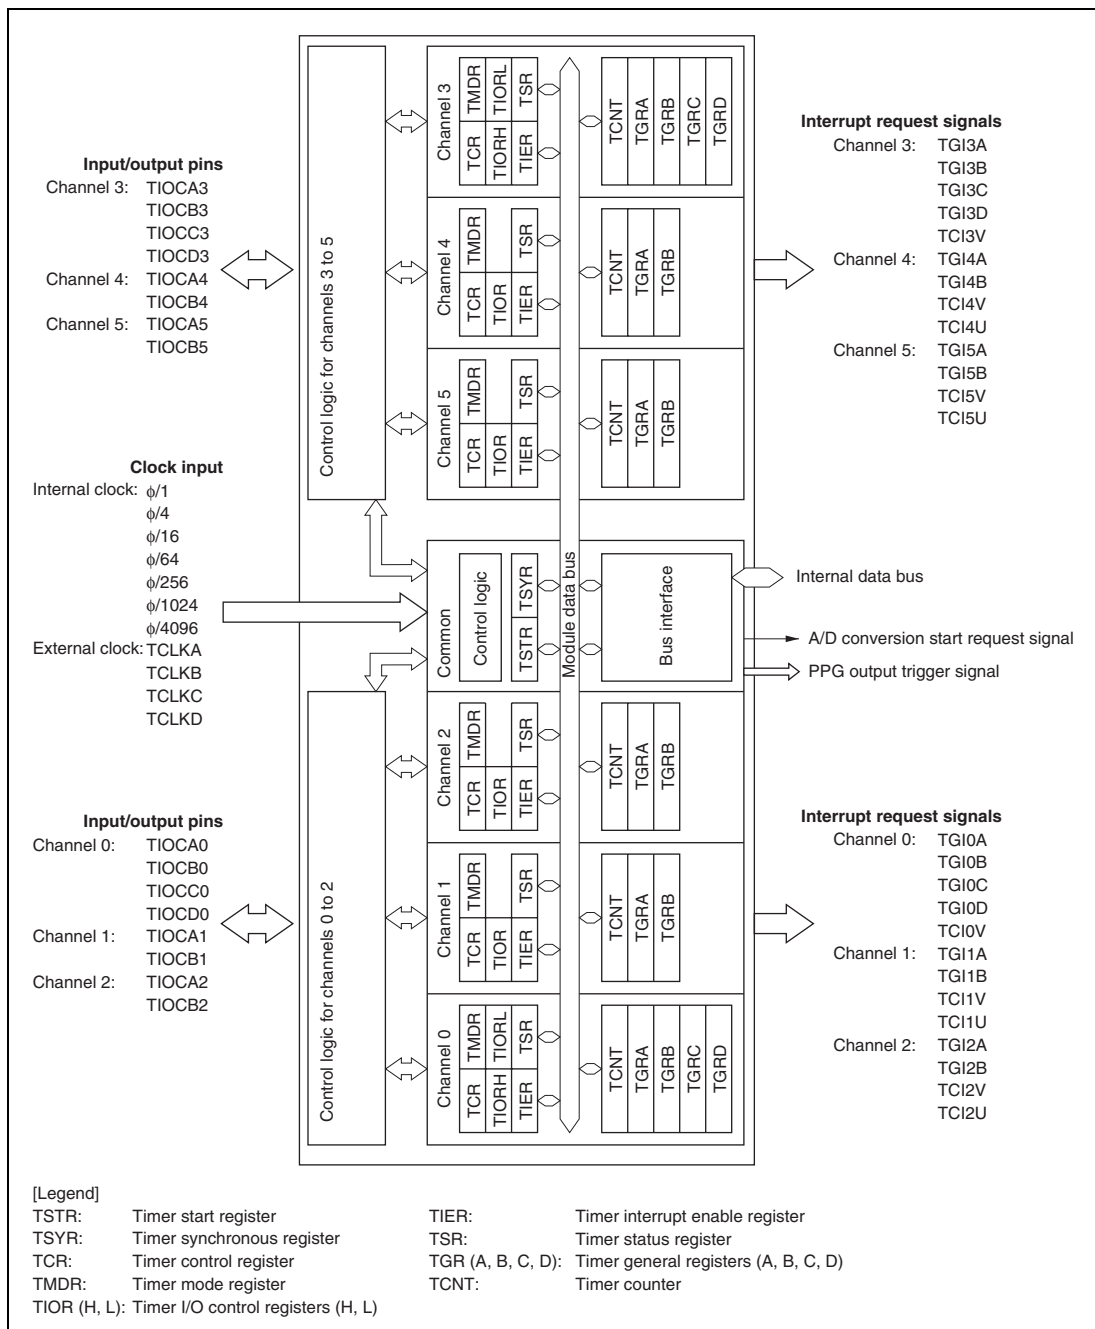 Input/output pins
Channel 3: TIOCA3
TIOCB3
TIOCC3
TIOCD3
Channel 4: TIOCA4
TIOCB4
Channel 5: TIOCA5
TIOCB5
Clock input
Internal clock: ϕ/1
ϕ/4
ϕ/16
ϕ/64
ϕ/256
ϕ/1024
ϕ/4096
External clock: TCLKA
TCLKB
TCLKC
TCLKD
Input/output pins
Channel 0: TIOCA0
TIOCB0
TIOCC0
TIOCD0
Channel 1: TIOCA1
TIOCB1
Channel 2: TIOCA2
TIOCB2
Control logic for channels 3 to 5
Control logic for channels 0 to 2
Channel 3
TCR TMDR
TIORH TIORL
TIER TSR
TCNT
TGRA
TGRB
TGRC
TGRD
Channel 4
TCR TMDR
TIOR
TIER TSR
TCNT
TGRA
TGRB
Channel 5
TCR TMDR
TIOR
TIER TSR
TCNT
TGRA
TGRB
Common
Control logic
TSTR TSYR
Module data bus
Bus interface
Channel 2
TCR TMDR
TIOR
TIER TSR
TCNT
TGRA
TGRB
Channel 1
TCR TMDR
TIOR
TIER TSR
TCNT
TGRA
TGRB
Channel 0
TCR TMDR
TIORH TIORL
TIER TSR
TCNT
TGRA
TGRB
TGRC
TGRD
Interrupt request signals
Channel 3: TGI3A
TGI3B
TGI3C
TGI3D
TCI3V
Channel 4: TGI4A
TGI4B
TCI4V
TCI4U
Channel 5: TGI5A
TGI5B
TCI5V
TCI5U
Internal data bus
A/D conversion start request signal
PPG output trigger signal
Interrupt request signals
Channel 0: TGI0A
TGI0B
TGI0C
TGI0D
TCI0V
Channel 1: TGI1A
TGI1B
TCI1V
TCI1U
Channel 2: TGI2A
TGI2B
TCI2V
TCI2U
[Legend]
TSTR: Timer start register
TSYR: Timer synchronous register
TCR: Timer control register
TMDR: Timer mode register
TIOR (H, L): Timer I/O control registers (H, L)
TIER: Timer interrupt enable register
TSR: Timer status register
TGR (A, B, C, D): Timer general registers (A, B, C, D)
TCNT: Timer counter